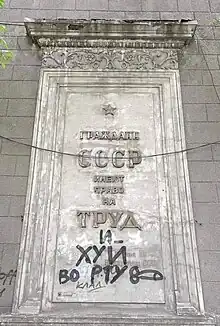 ГРАЖДАНЕ
СССР
ИМЕЮТ
ПРАВО
НА
ТРУД
И
ХУЙ
ВО РТУ